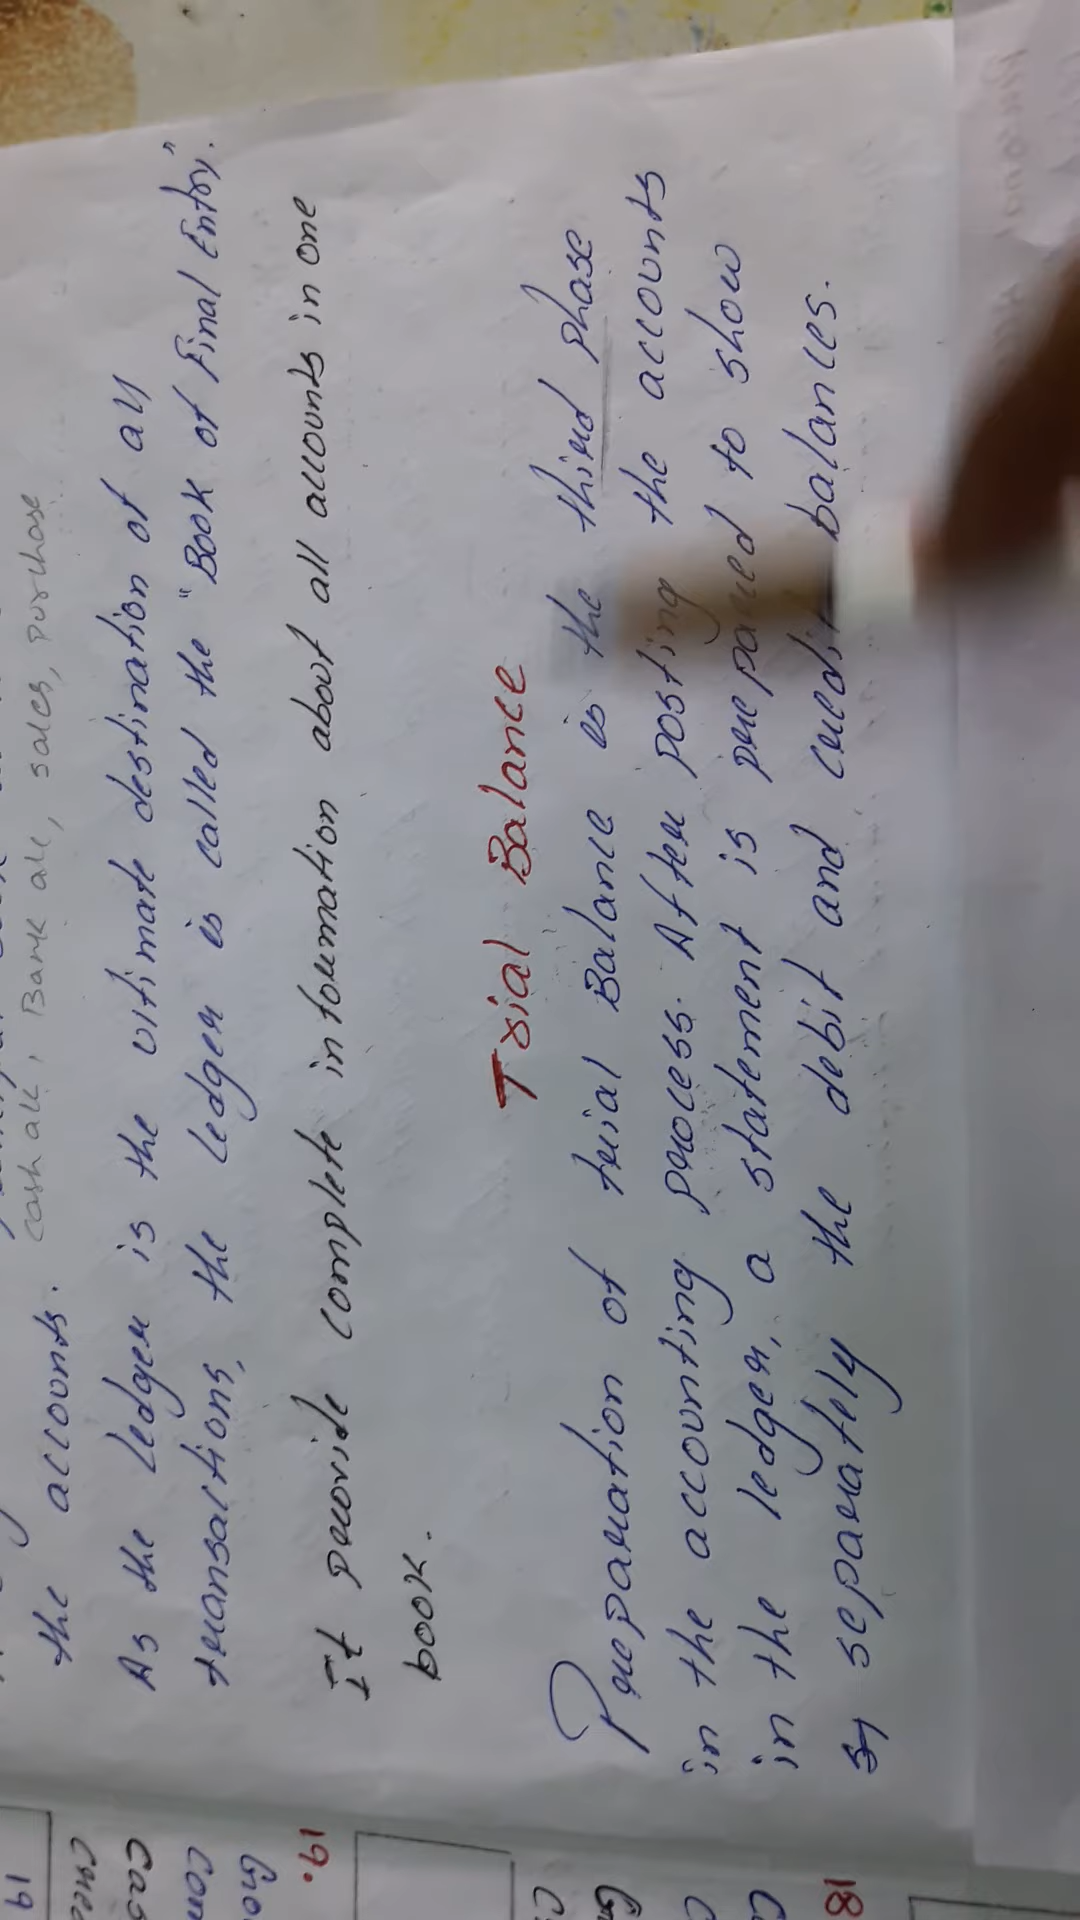 the accounts. cash a/c, Bank a/c, sales, purchase
As the Ledger is the ultimate destination of all
transactions, the Ledger is called the "Book of Final Entry."
It provide complete information about all accounts in one
book.
Trial Balance
Preparation of trial Balance is the third phase
in the accounting process. After posting the accounts
in the ledger, a statement is prepared to show
separately the debit and credit balances.
19.
18